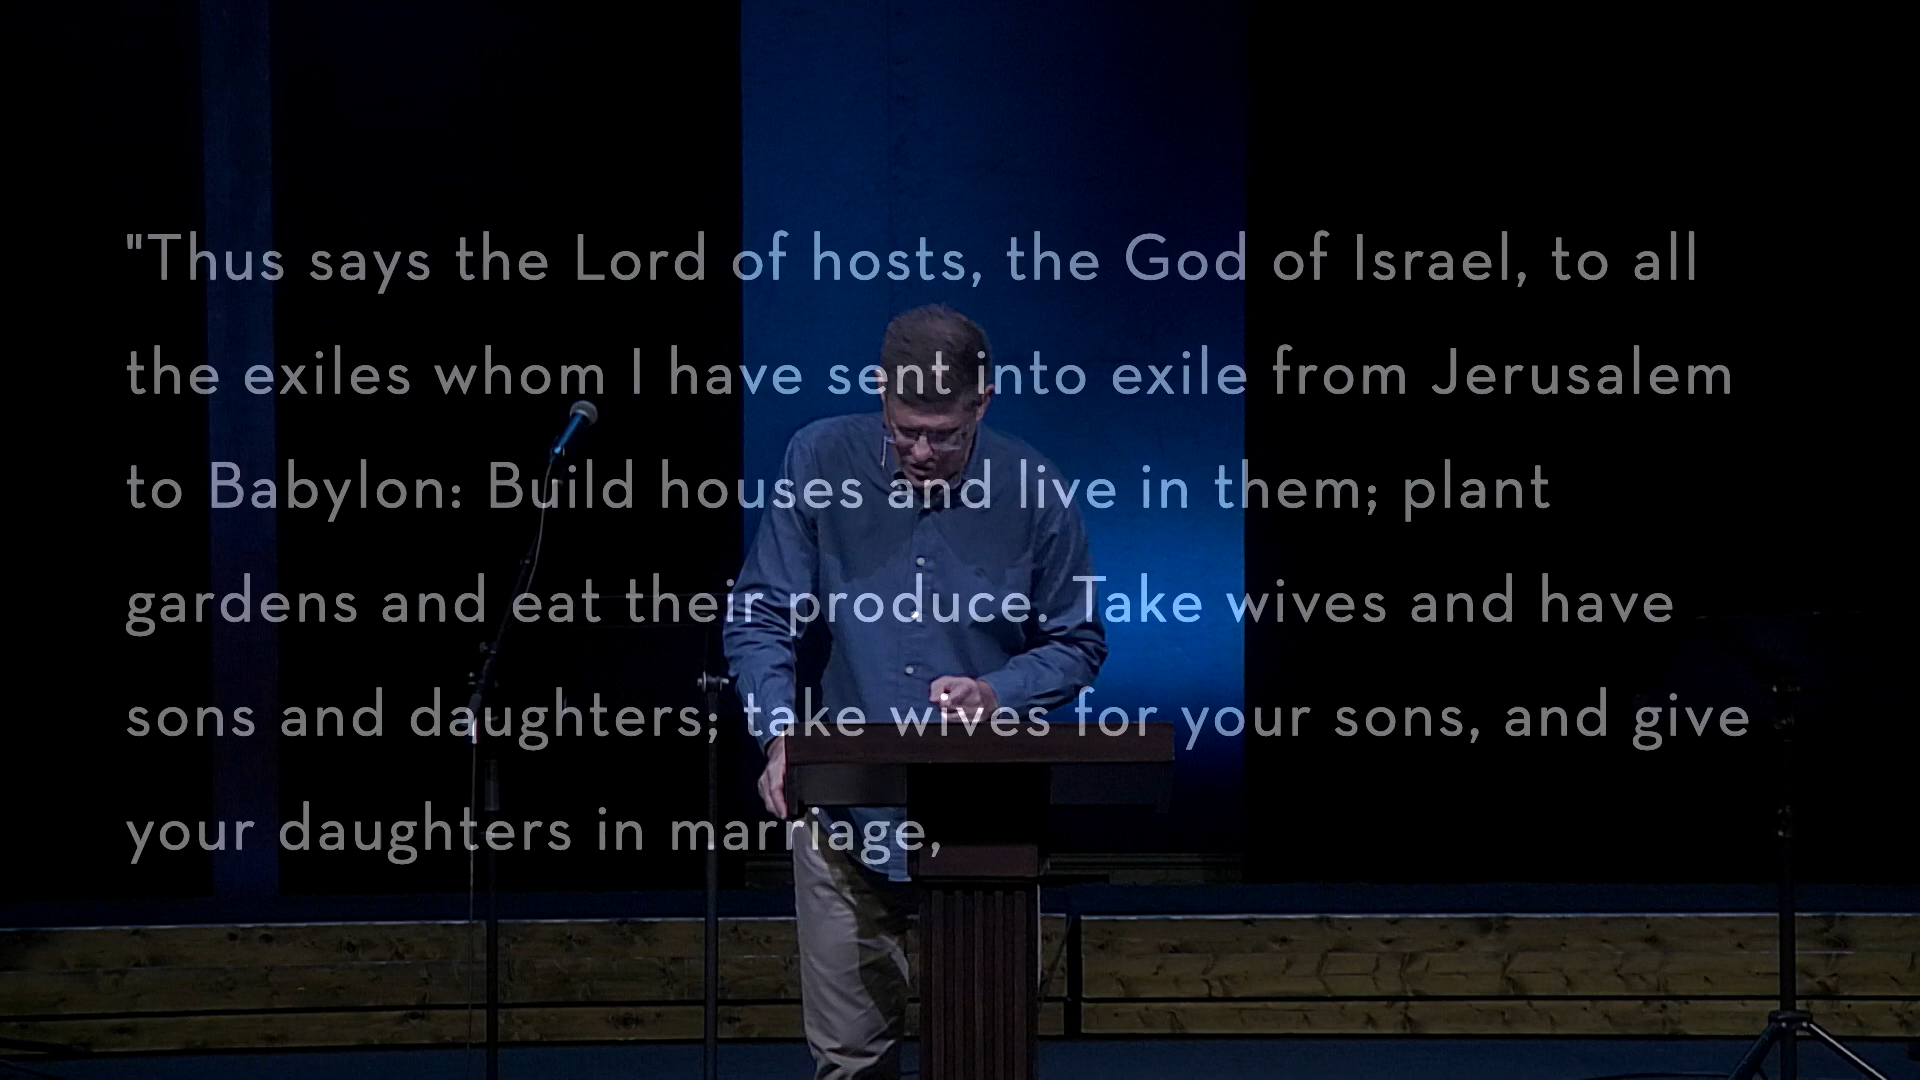 "Thus says the Lord of hosts, the God of Israel, to all
the exiles whom I have sent into exile from Jerusalem
to Babylon: Build houses and live in them; plant
gardens and eat their produce. Take wives and have
sons and daughters; take wives for your sons, and give
your daughters in marriage,